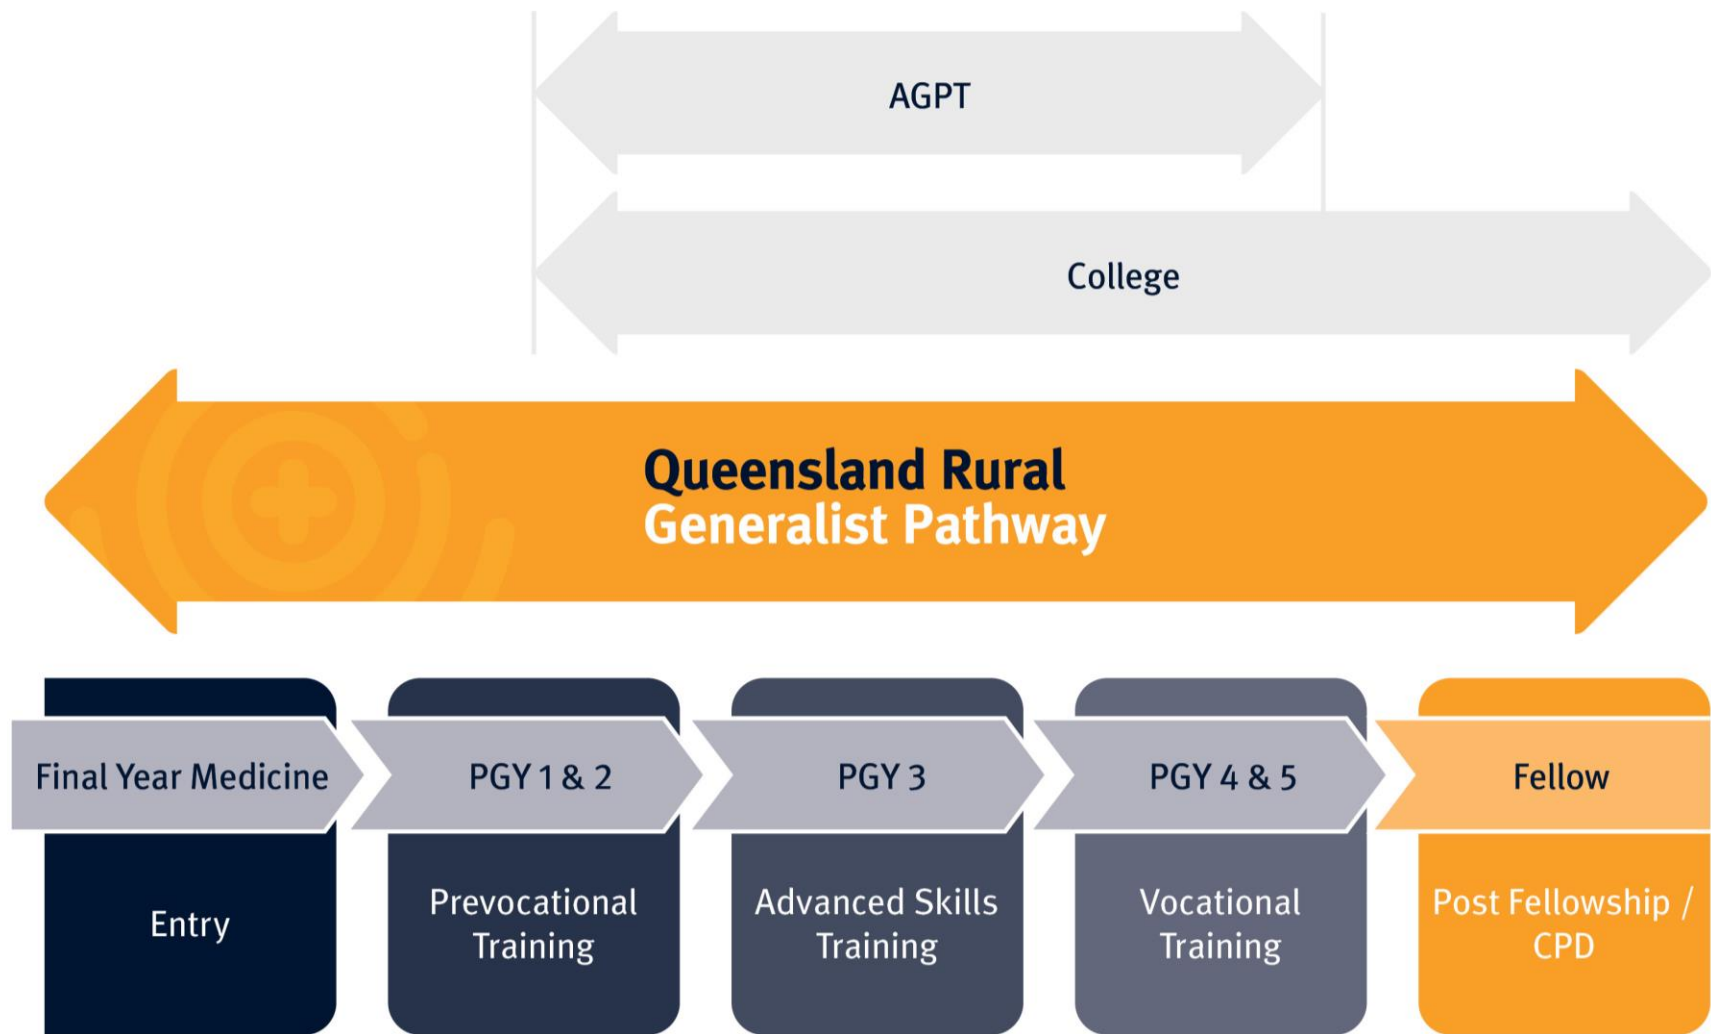 AGPT
College
Queensland Rural
Generalist Pathway
Final Year Medicine
Entry
PGY 1 & 2
Prevocational
Training
PGY 3
Advanced Skills
Training
PGY 4 & 5
Vocational
Training
Fellow
Post Fellowship /
CPD